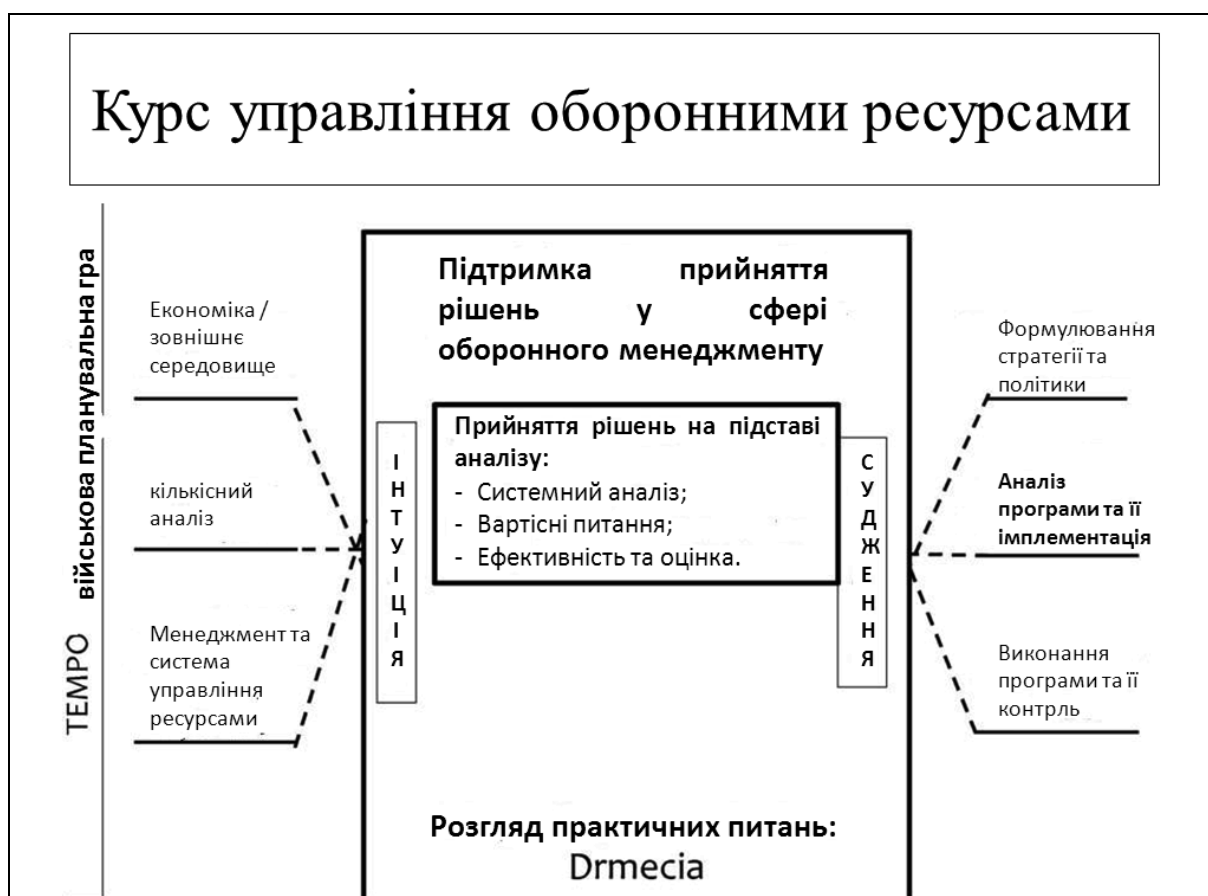 Курс управління оборонними ресурсами
військова планувальна гра
ТЕМРО
Економіка /
зовнішнє
середовище
кількісний
аналіз
Менеджмент та
система
управління
ресурсами
Підтримка прийняття
рішень у сфері
оборонного менеджменту
ІНТУІЦІЯ
Прийняття рішень на підставі
аналізу:
- Системний аналіз;
- Вартісні питання;
- Ефективність та оцінка.
СУДЖЕННЯ
Формулювання
стратегії та
політики
Аналіз
програми та її
імплементація
Виконання
програми та її
контрль
Розгляд практичних питань:
Drmecia